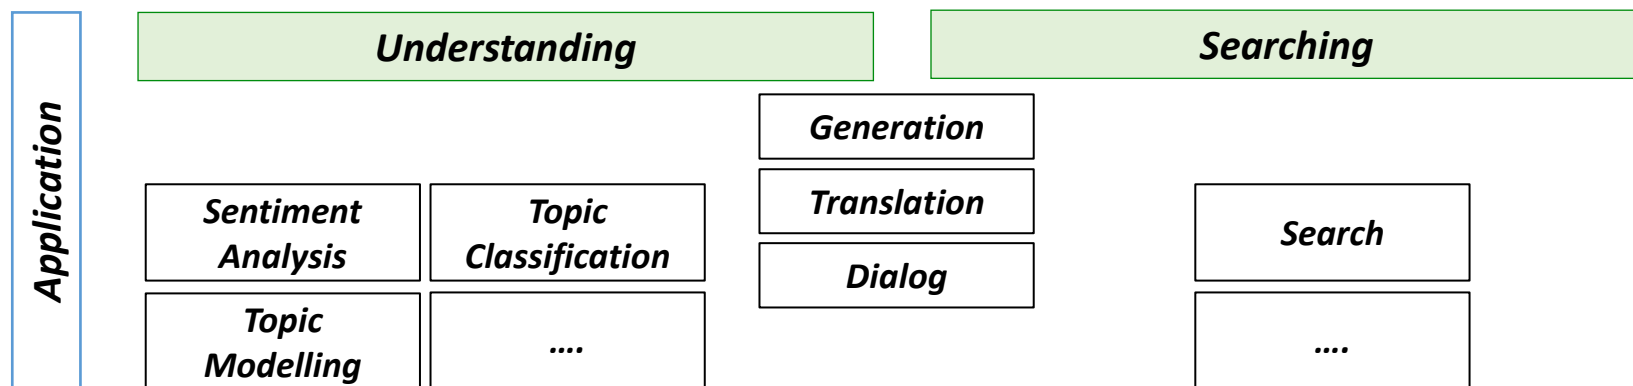 Application
Understanding
Searching
Generation
Translation
Dialog
Sentiment
Analysis
Topic
Classification
Topic
Modelling
....
Search
....